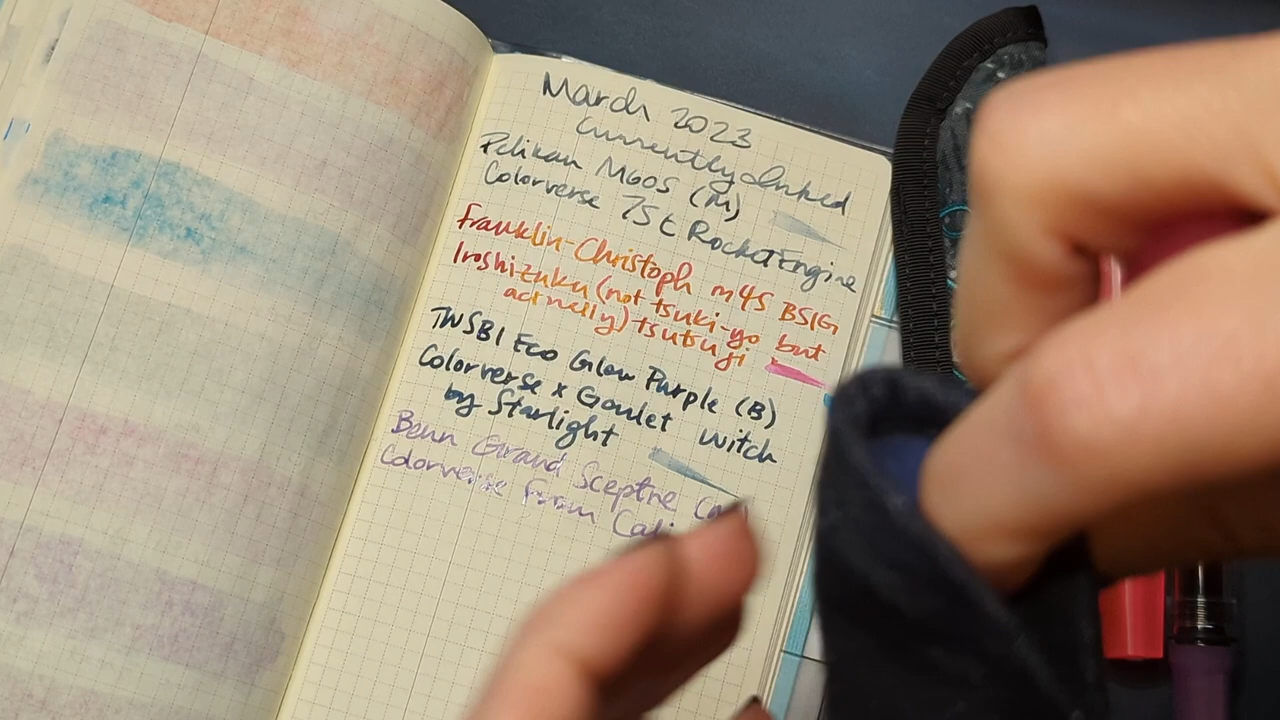 March 2023
Currently Inked
Pelikan M605 (M)
Colorverse 75t Rocket Engine
Franklin-Christoph m45 BSIG
Iroshizuku (not tsuki-yo but
actually) tsutsuji
TWSBI Eco Glow Purple (B)
Colorverse x Goulet Witch
by Starlight
Benu Grand Sceptre
Colorverse from